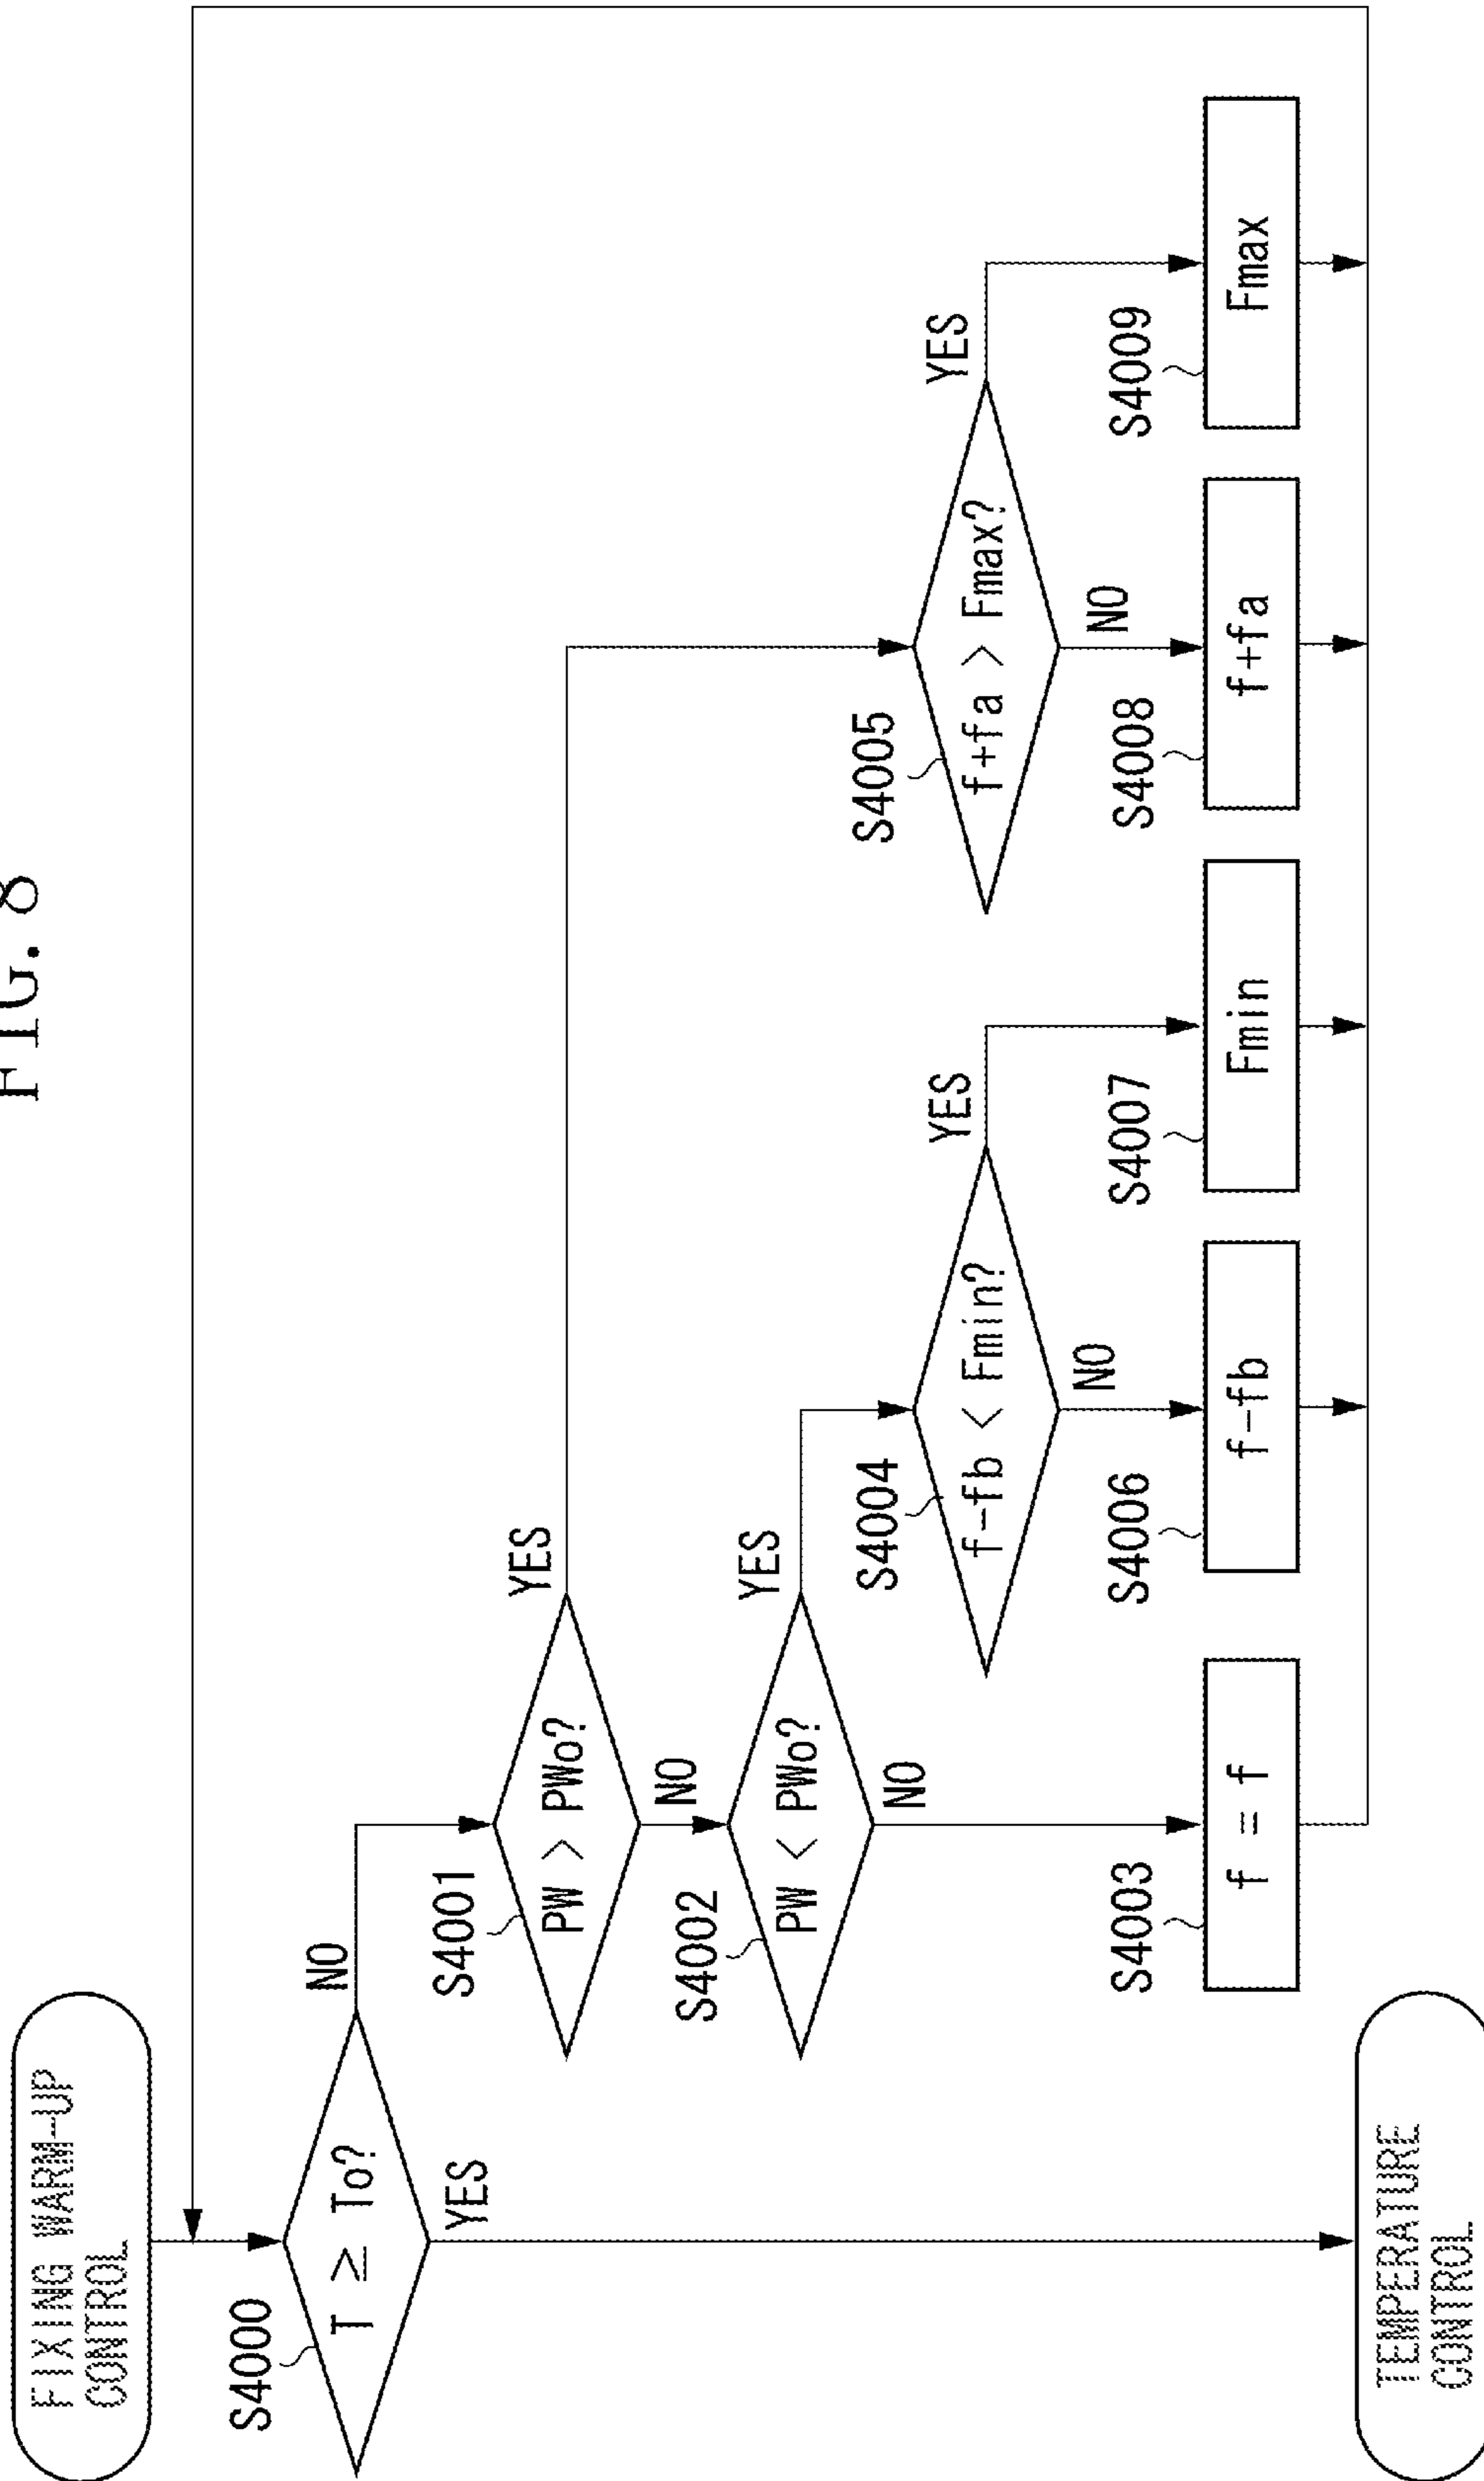 FIG. 8
FIXING WARM-UP
CONTROL
S4000
T ≥ To?
NO
YES
S4001
PW > PWo?
YES
NO
S4002
PW < PWo?
YES
NO
S4004
f-fb < Fmin?
YES
NO
S4005
f+fa > Fmax?
YES
NO
S4003
f = f
S4006
f-fb
S4007
Fmin
S4008
f+fa
S4009
Fmax
TEMPERATURE
CONTROL